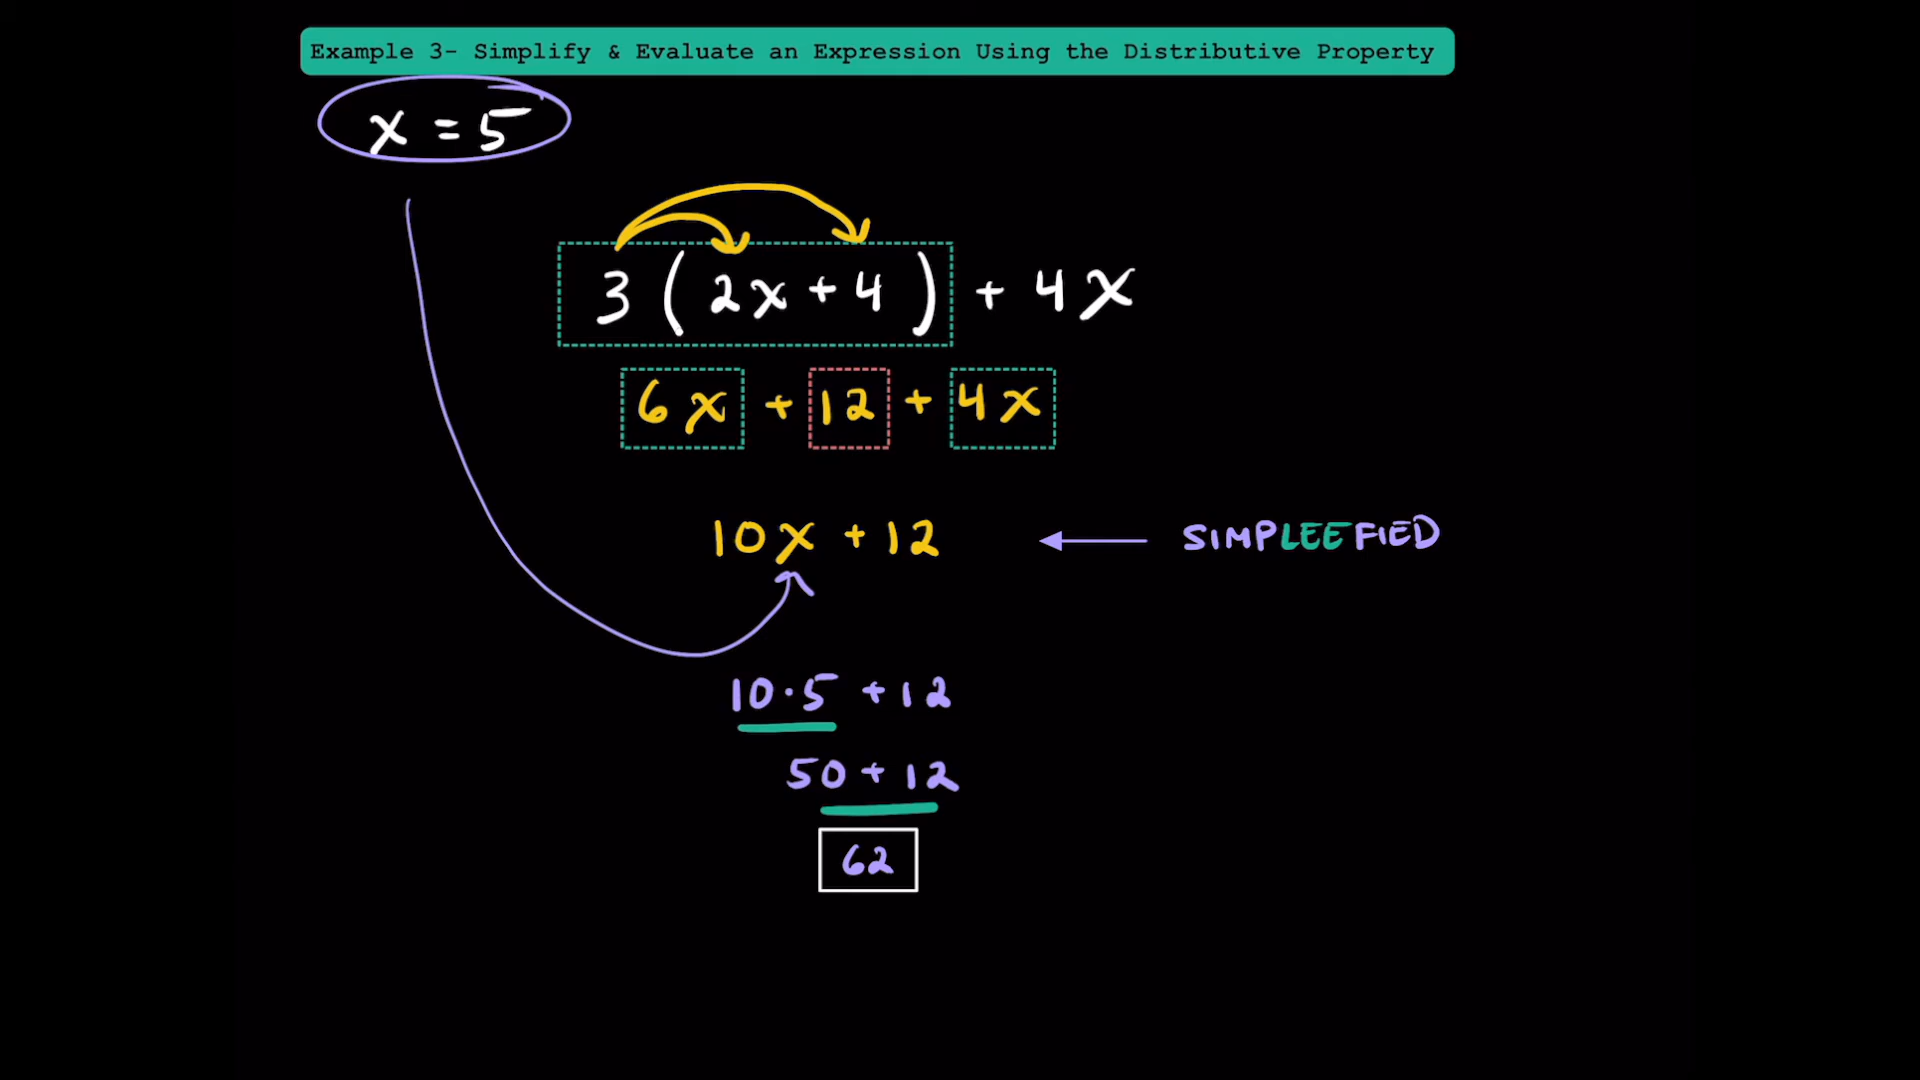 Example 3- Simplify & Evaluate an Expression Using the Distributive Property
x = 5
3 ( 2x + 4 ) + 4x
6x + 12 + 4x
10x + 12 SIMPLEEFIED
10 · 5 + 12
50 + 12
62